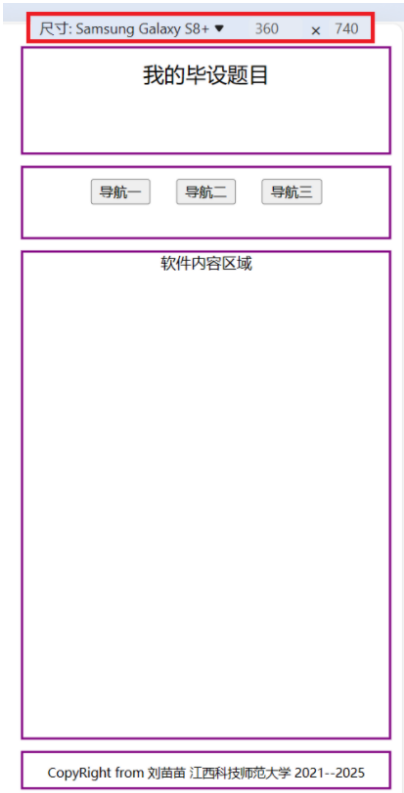 尺寸: Samsung Galaxy S8+ ▼ 360 × 740
我的毕设题目
导航一 导航二 导航三
软件内容区域
CopyRight from 刘苗苗 江西科技师范大学 2021--2025